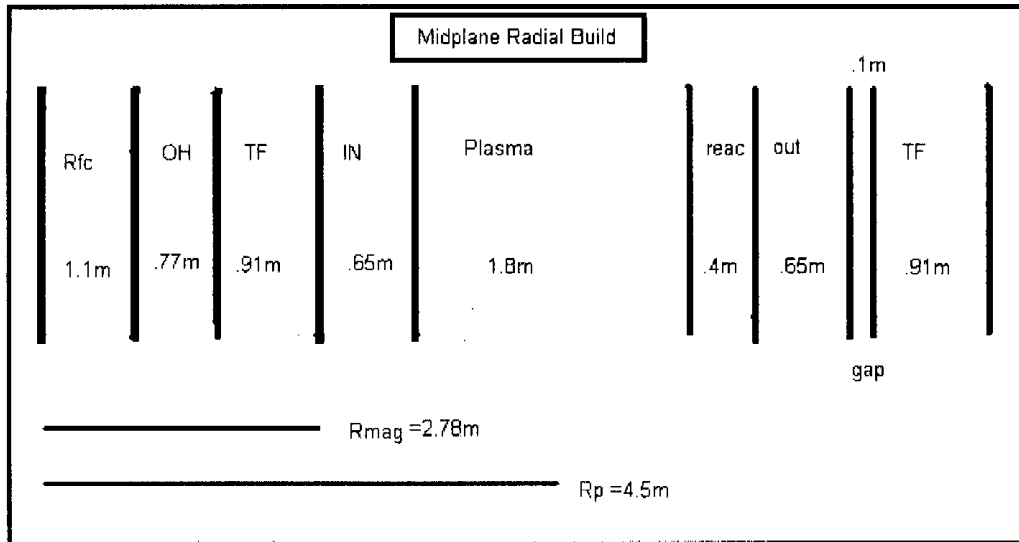 Midplane Radial Build
.1m
Rfc OH TF IN Plasma reac out TF
1.1m .77m .91m .65m 1.8m .4m .65m .91m
gap
Rmag =2.78m
Rp =4.5m